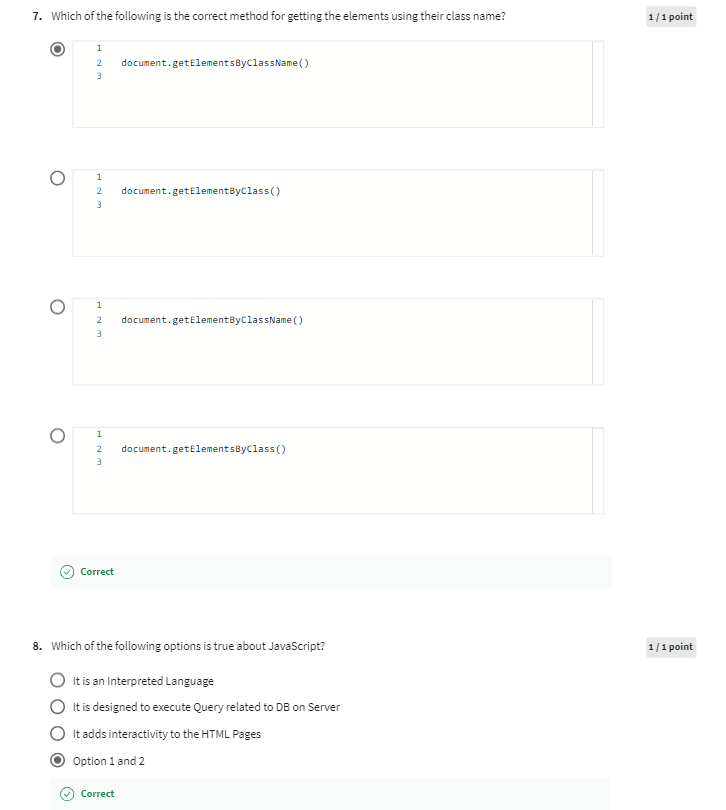 7. Which of the following is the correct method for getting the elements using their class name?
1 / 1 point
1
2 document.getElementsByClassName()
3
1
2 document.getElementByClass()
3
1
2 document.getElementByClassName()
3
1
2 document.getElementsByClass()
3
Correct
8. Which of the following options is true about JavaScript?
1 / 1 point
It is an Interpreted Language
It is designed to execute Query related to DB on Server
It adds interactivity to the HTML Pages
Option 1 and 2
Correct